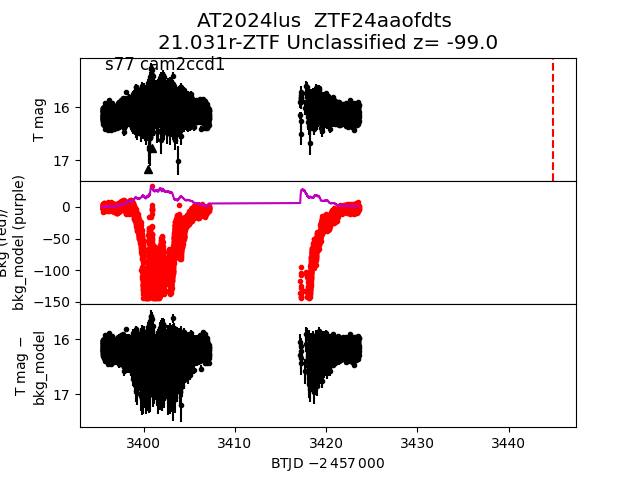 AT2024lus  ZTF24aaofdts
21.031r-ZTF Unclassified z= -99.0
s77 cam2ccd1
T mag
16
17
Bkg (red)/
bkg_model (purple)
0
−50
−100
−150
T mag −
bkg_model
16
17
3400 3410 3420 3430 3440
BTJD −2 457 000